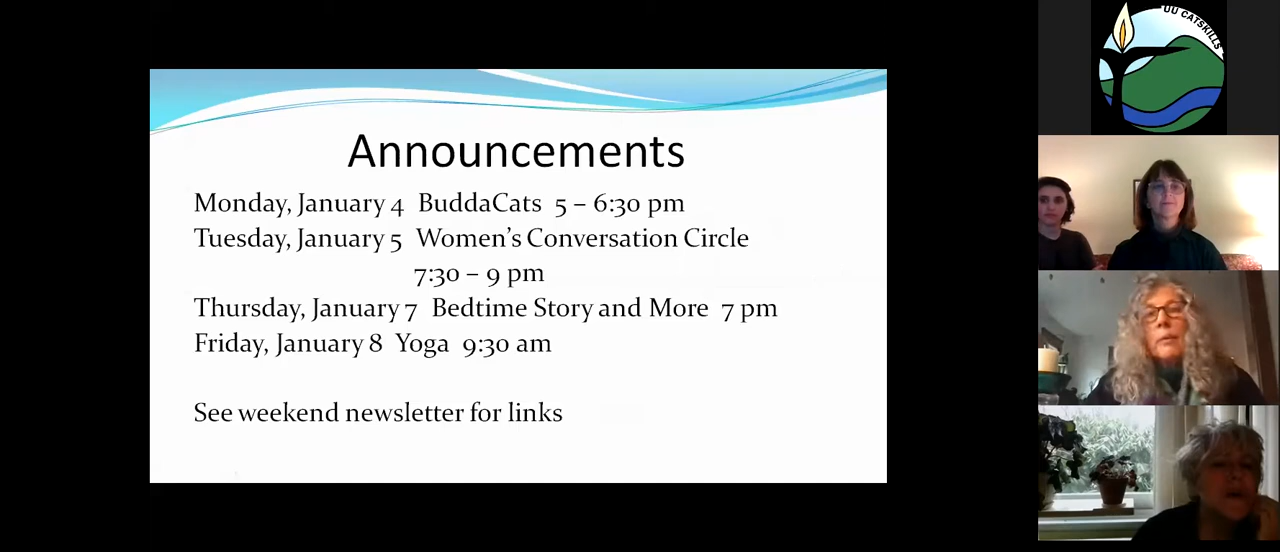 Announcements
Monday, January 4 BuddaCats 5 – 6:30 pm
Tuesday, January 5 Women's Conversation Circle
7:30 – 9 pm
Thursday, January 7 Bedtime Story and More 7 pm
Friday, January 8 Yoga 9:30 am
See weekend newsletter for links
UU CATSKILLS